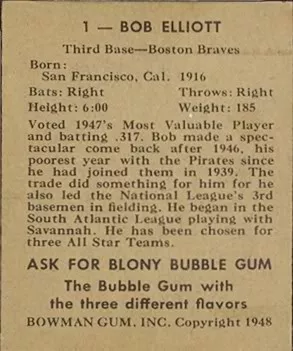 1 — BOB ELLIOTT
Third Base—Boston Braves
Born:
San Francisco, Cal. 1916
Bats: Right Throws: Right
Height: 6:00 Weight: 185
Voted 1947's Most Valuable Player
and batting .317. Bob made a spec-
tacular come back after 1946, his
poorest year with the Pirates since
he had joined them in 1939. The
trade did something for him for he
also led the National League's 3rd
basemen in fielding. He began in the
South Atlantic League playing with
Savannah. He has been chosen for
three All Star Teams.
ASK FOR BLONY BUBBLE GUM
The Bubble Gum with
the three different flavors
BOWMAN GUM, INC. Copyright 1948